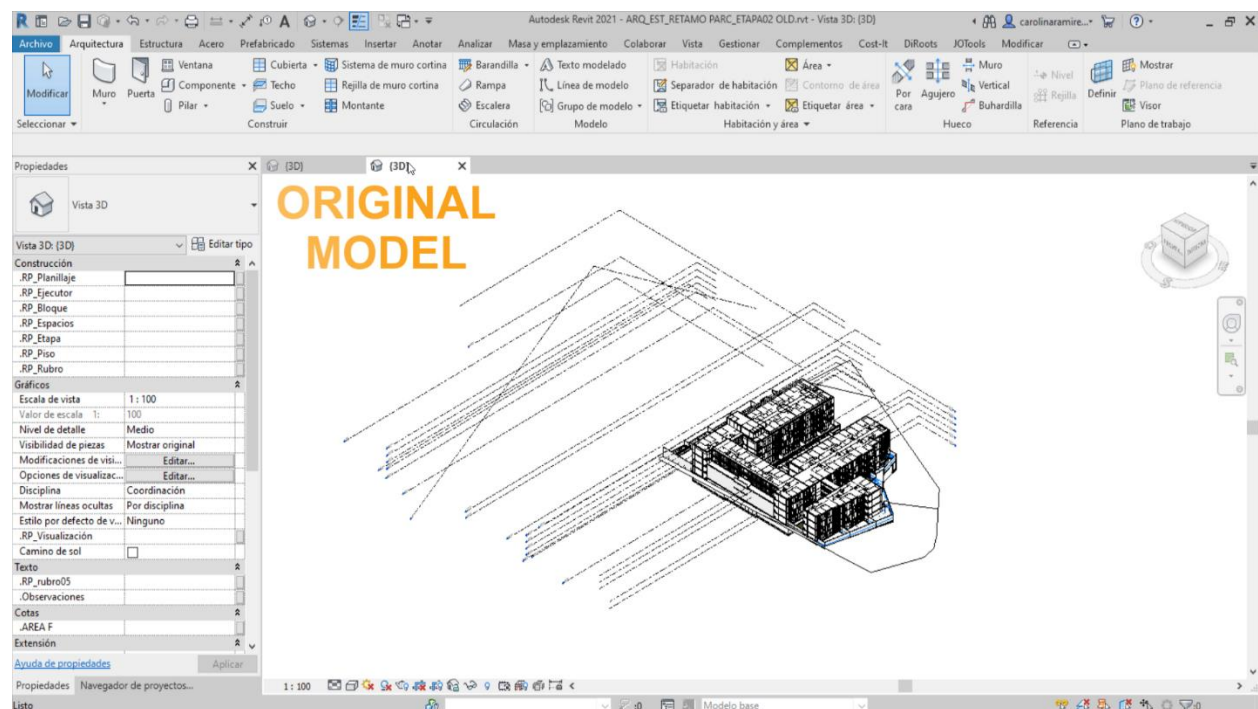 Autodesk Revit 2021 - ARQ_EST_RETAMO PARC_ETAPA02 OLD.rvt - Vista 3D: {3D}
carolinaramire...
Archivo Arquitectura Estructura Acero Prefabricado Sistemas Insertar Anotar Analizar Masa y emplazamiento Colaborar Vista Gestionar Complementos Cost-It DiRoots JOTools Modificar
Modificar
Muro
Puerta
Ventana
Componente
Pilar
Cubierta
Techo
Suelo
Sistema de muro cortina
Rejilla de muro cortina
Montante
Barandilla
Rampa
Escalera
Texto modelado
Línea de modelo
Grupo de modelo
Habitación
Separador de habitación
Etiquetar habitación
Área
Contorno de área
Etiquetar área
Por cara
Agujero
Muro
Vertical
Buhardilla
Nivel
Rejilla
Definir
Mostrar
Plano de referencia
Visor
Seleccionar Construir Circulación Modelo Habitación y área Hueco Referencia Plano de trabajo
Propiedades
{3D}
{3D}
Vista 3D
ORIGINAL
MODEL
Vista 3D: {3D} Editar tipo
Construcción
.RP_Planillaje
.RP_Ejecutor
.RP_Bloque
.RP_Espacios
.RP_Etapa
.RP_Piso
.RP_Rubro
Gráficos
Escala de vista 1 : 100
Valor de escala 1: 100
Nivel de detalle Medio
Visibilidad de piezas Mostrar original
Modificaciones de visi... Editar...
Opciones de visualizac... Editar...
Disciplina Coordinación
Mostrar líneas ocultas Por disciplina
Estilo por defecto de v... Ninguno
.RP_Visualización
Camino de sol
Texto
.RP_rubro05
.Observaciones
Cotas
.AREA F
Extensión
Ayuda de propiedades Aplicar
Propiedades Navegador de proyectos...
1 : 100
Listo
:0
Modelo base
:0